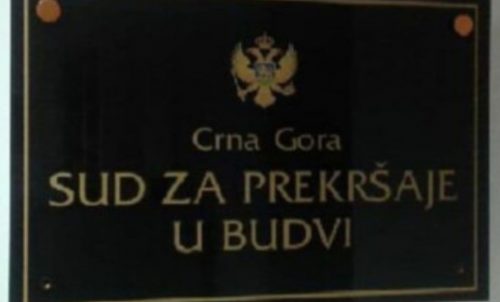 Crna Gora
SUD ZA PREKRŠAJE
U BUDVI